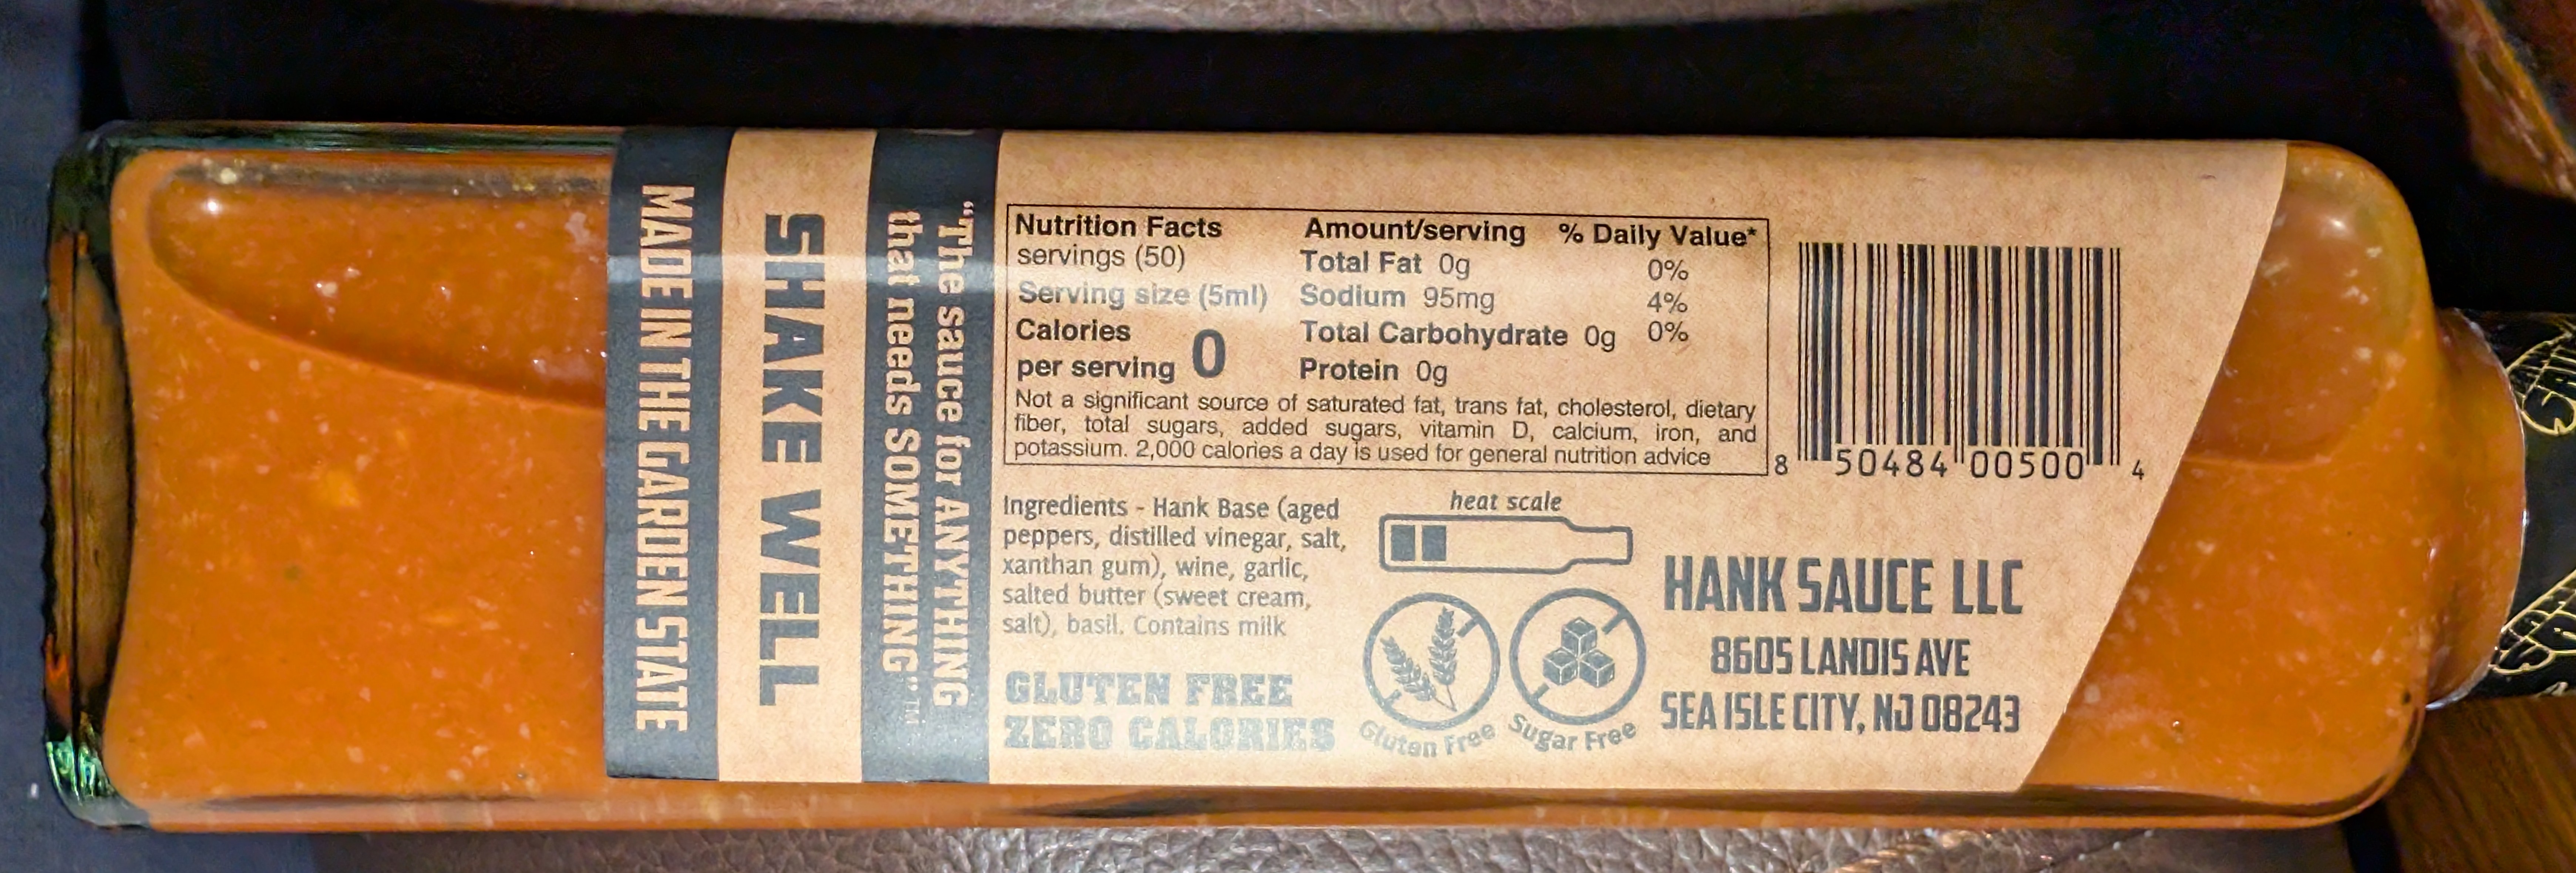 MADE IN THE GARDEN STATE
SHAKE WELL
"The sauce for ANYTHING
that needs SOMETHING"™
Nutrition Facts
servings (50)
Serving size (5ml)
Calories
per serving 0
Amount/serving % Daily Value*
Total Fat 0g 0%
Sodium 95mg 4%
Total Carbohydrate 0g 0%
Protein 0g
Not a significant source of saturated fat, trans fat, cholesterol, dietary
fiber, total sugars, added sugars, vitamin D, calcium, iron, and
potassium. 2,000 calories a day is used for general nutrition advice
8 50484 00500 4
Ingredients - Hank Base (aged
peppers, distilled vinegar, salt,
xanthan gum), wine, garlic,
salted butter (sweet cream,
salt), basil. Contains milk
GLUTEN FREE
ZERO CALORIES
heat scale
Gluten Free
Sugar Free
HANK SAUCE LLC
8605 LANDIS AVE
SEA ISLE CITY, NJ 08243